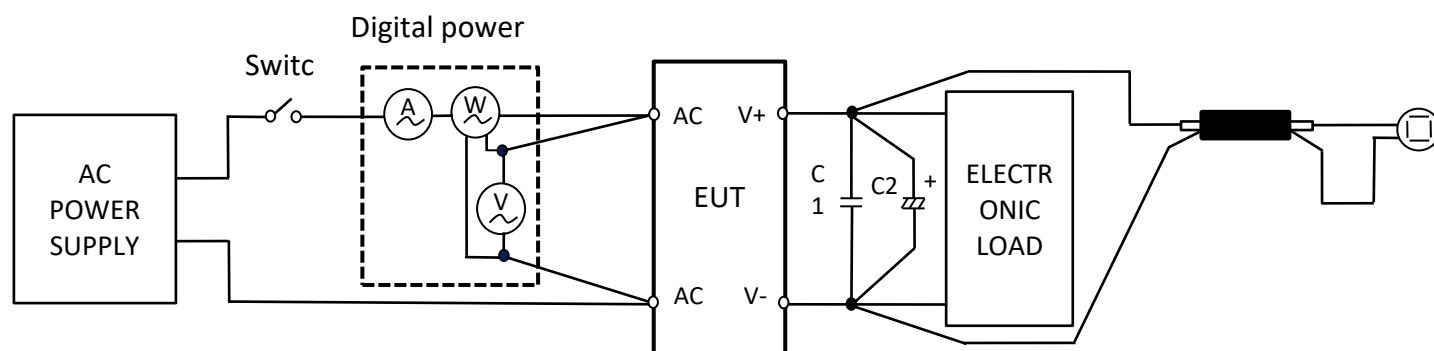 Digital power
Switc
A
W
V
AC
POWER
SUPPLY
AC
V+
EUT
AC
V-
C
1
C2
+
ELECTR
ONIC
LOAD